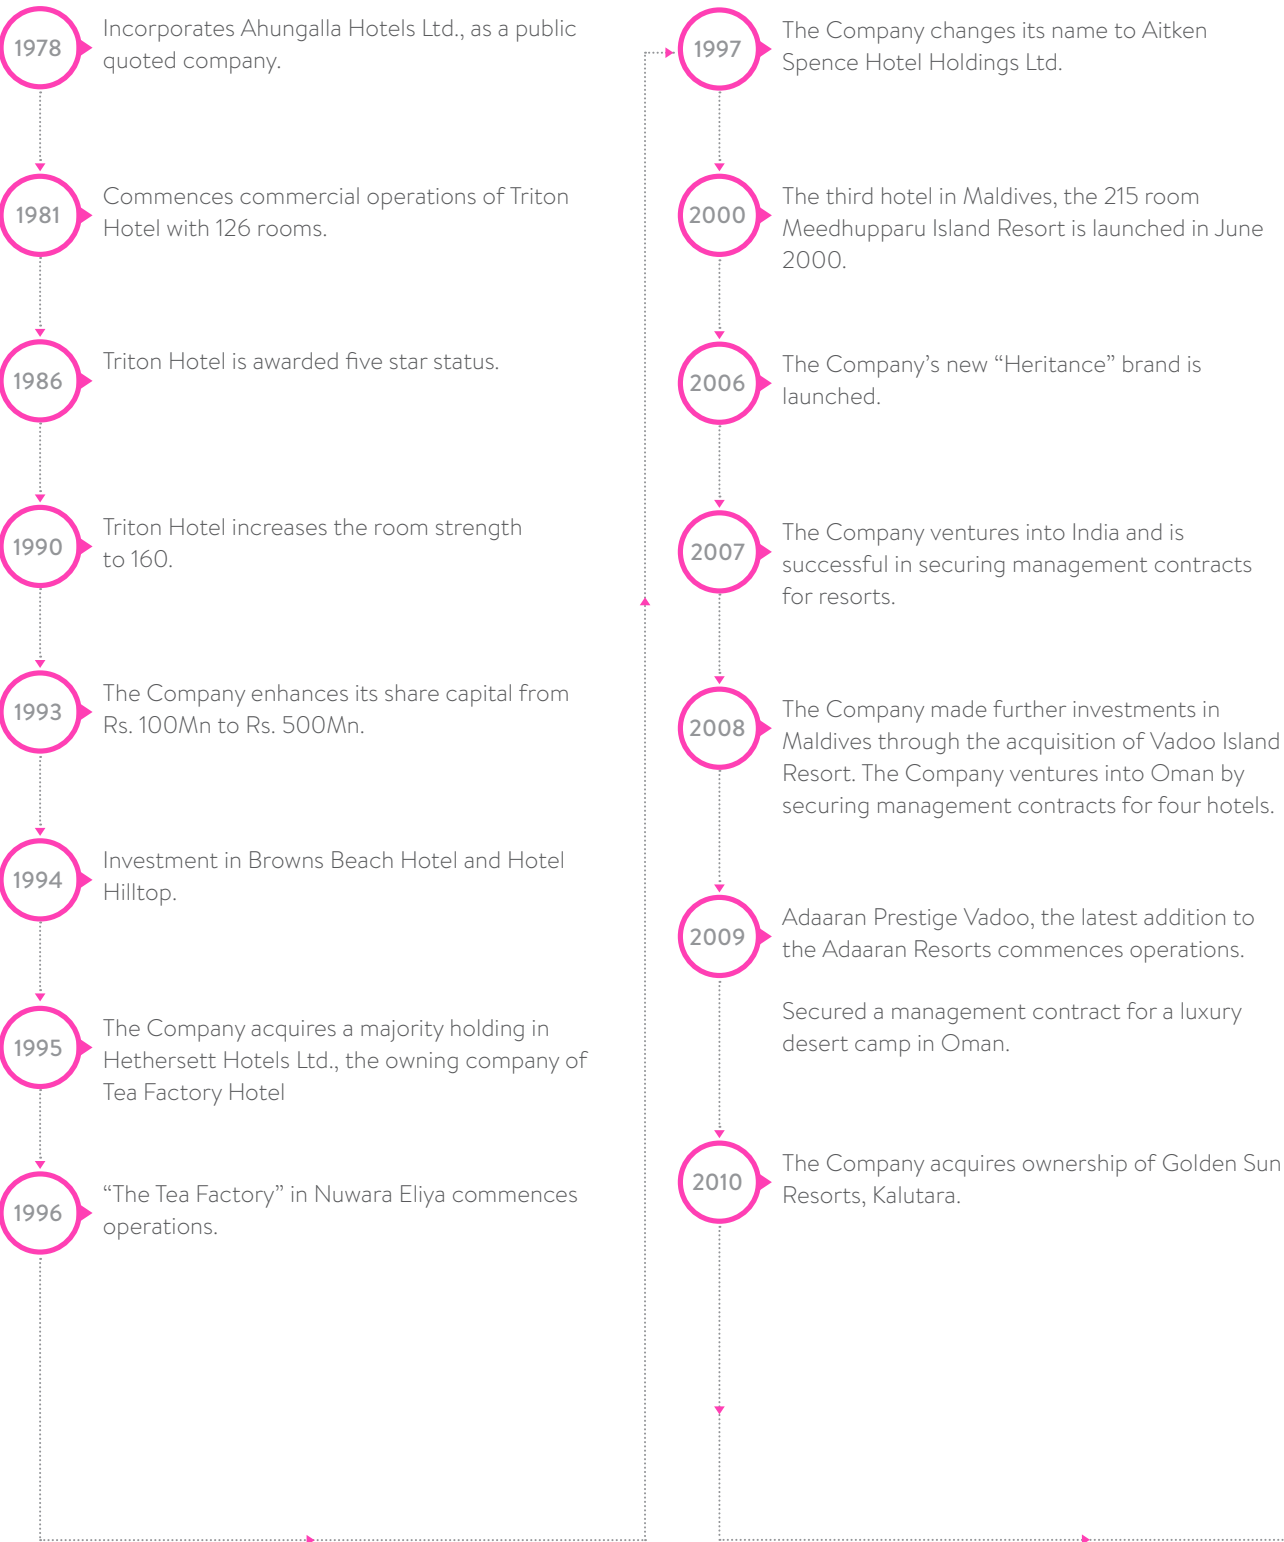 1978
Incorporates Ahungalla Hotels Ltd., as a public
quoted company.
1981
Commences commercial operations of Triton
Hotel with 126 rooms.
1986
Triton Hotel is awarded five star status.
1990
Triton Hotel increases the room strength
to 160.
1993
The Company enhances its share capital from
Rs. 100Mn to Rs. 500Mn.
1994
Investment in Browns Beach Hotel and Hotel
Hilltop.
1995
The Company acquires a majority holding in
Hethersett Hotels Ltd., the owning company of
Tea Factory Hotel
1996
“The Tea Factory” in Nuwara Eliya commences
operations.
1997
The Company changes its name to Aitken
Spence Hotel Holdings Ltd.
2000
The third hotel in Maldives, the 215 room
Meedhupparu Island Resort is launched in June
2000.
2006
The Company’s new “Heritance” brand is
launched.
2007
The Company ventures into India and is
successful in securing management contracts
for resorts.
2008
The Company made further investments in
Maldives through the acquisition of Vadoo Island
Resort. The Company ventures into Oman by
securing management contracts for four hotels.
2009
Adaaran Prestige Vadoo, the latest addition to
the Adaaran Resorts commences operations.
Secured a management contract for a luxury
desert camp in Oman.
2010
The Company acquires ownership of Golden Sun
Resorts, Kalutara.